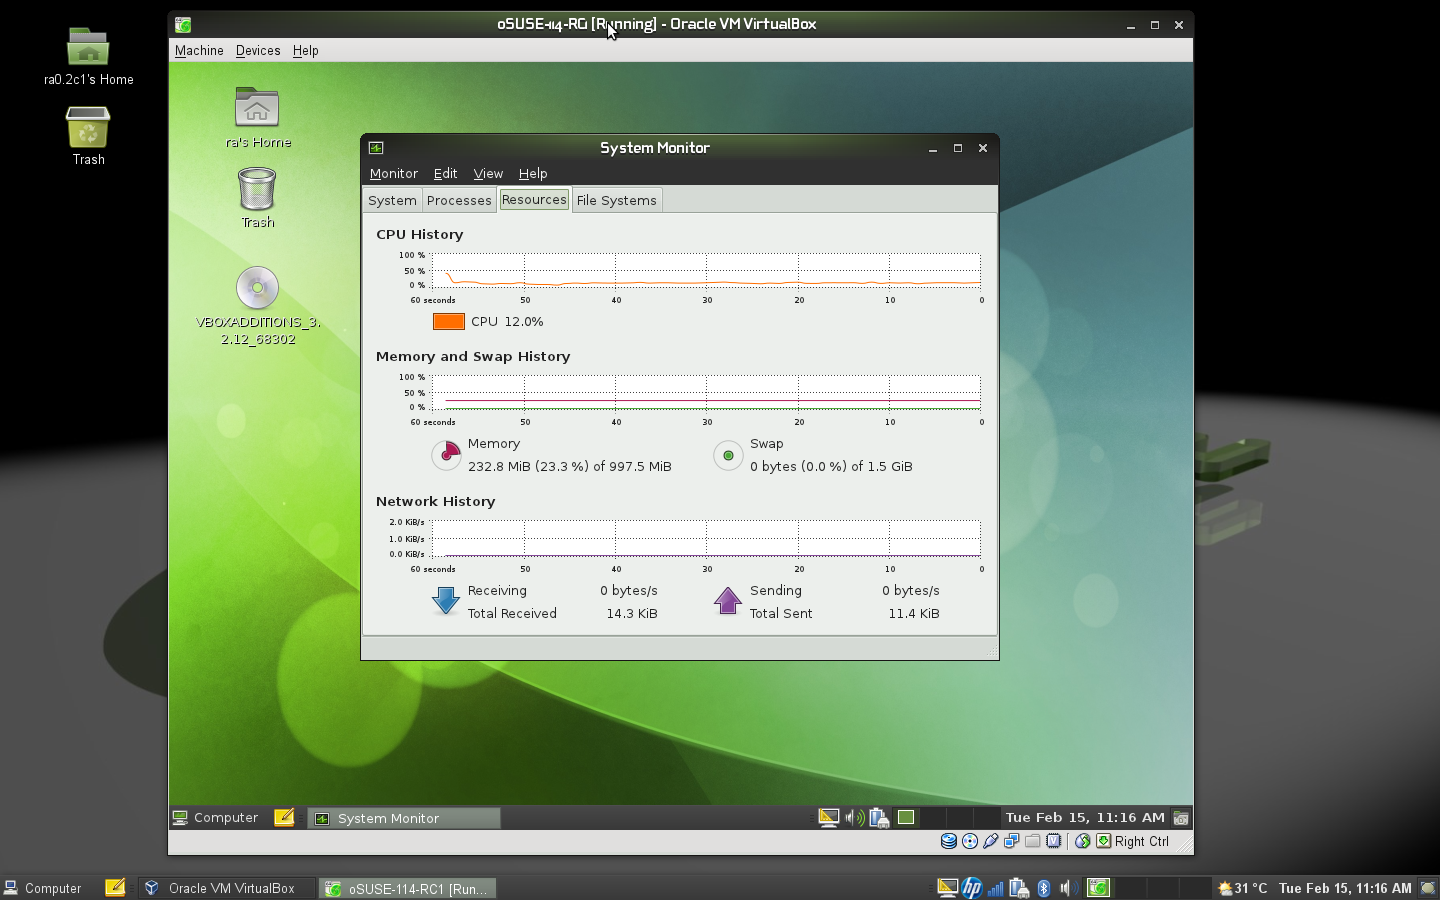 oSUSE-114-RC1 [Running] - Oracle VM VirtualBox
Machine Devices Help
ra0.2c1's Home
Trash
ra's Home
Trash
VBOXADDITIONS_3.
2.12_68302
System Monitor
Monitor Edit View Help
System Processes Resources File Systems
CPU History
100 %
50 %
0 %
60 seconds 50 40 30 20 10 0
CPU 12.0%
Memory and Swap History
100 %
50 %
0 %
60 seconds 50 40 30 20 10 0
Memory Swap
232.8 MiB (23.3 %) of 997.5 MiB 0 bytes (0.0 %) of 1.5 GiB
Network History
2.0 KiB/s
1.0 KiB/s
0.0 KiB/s
60 seconds 50 40 30 20 10 0
Receiving 0 bytes/s Sending 0 bytes/s
Total Received 14.3 KiB Total Sent 11.4 KiB
Computer System Monitor Tue Feb 15, 11:16 AM
Right Ctrl
Computer Oracle VM VirtualBox oSUSE-114-RC1 [Run... hp 31 °C Tue Feb 15, 11:16 AM